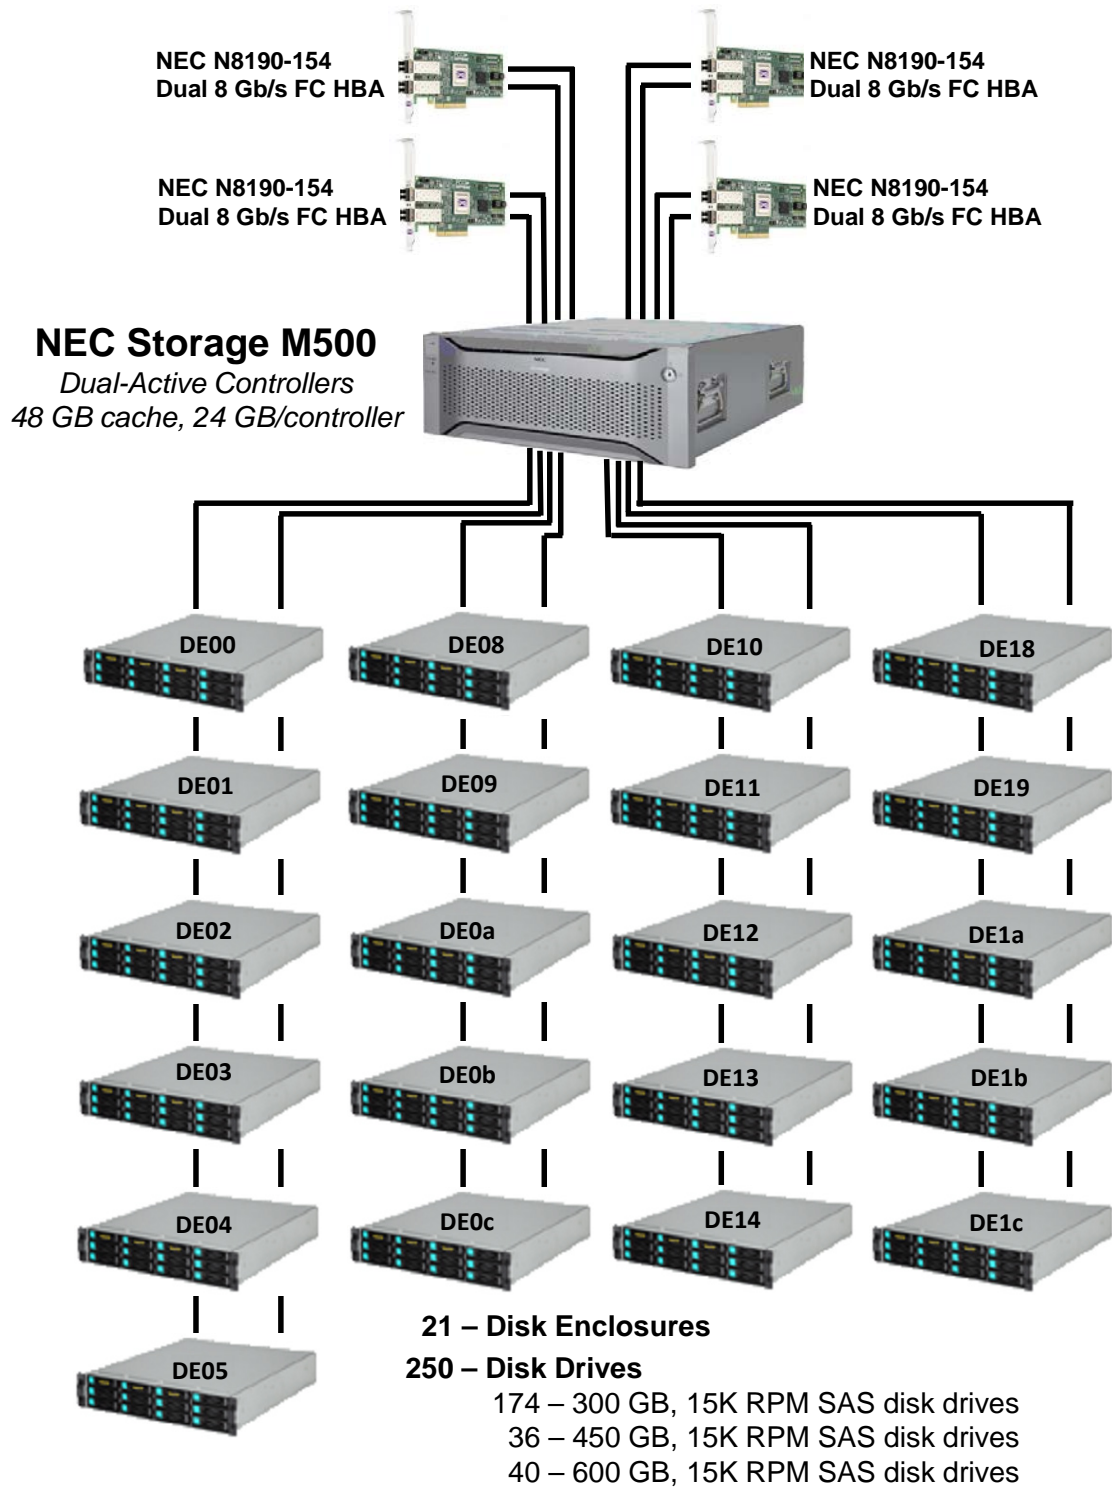 NEC N8190-154
Dual 8 Gb/s FC HBA
NEC N8190-154
Dual 8 Gb/s FC HBA
NEC N8190-154
Dual 8 Gb/s FC HBA
NEC N8190-154
Dual 8 Gb/s FC HBA
NEC Storage M500
Dual-Active Controllers
48 GB cache, 24 GB/controller
NEC
DE00
DE08
DE10
DE18
DE01
DE09
DE11
DE19
DE02
DE0a
DE12
DE1a
DE03
DE0b
DE13
DE1b
DE04
DE0c
DE14
DE1c
DE05
21 – Disk Enclosures
250 – Disk Drives
174 – 300 GB, 15K RPM SAS disk drives
36 – 450 GB, 15K RPM SAS disk drives
40 – 600 GB, 15K RPM SAS disk drives